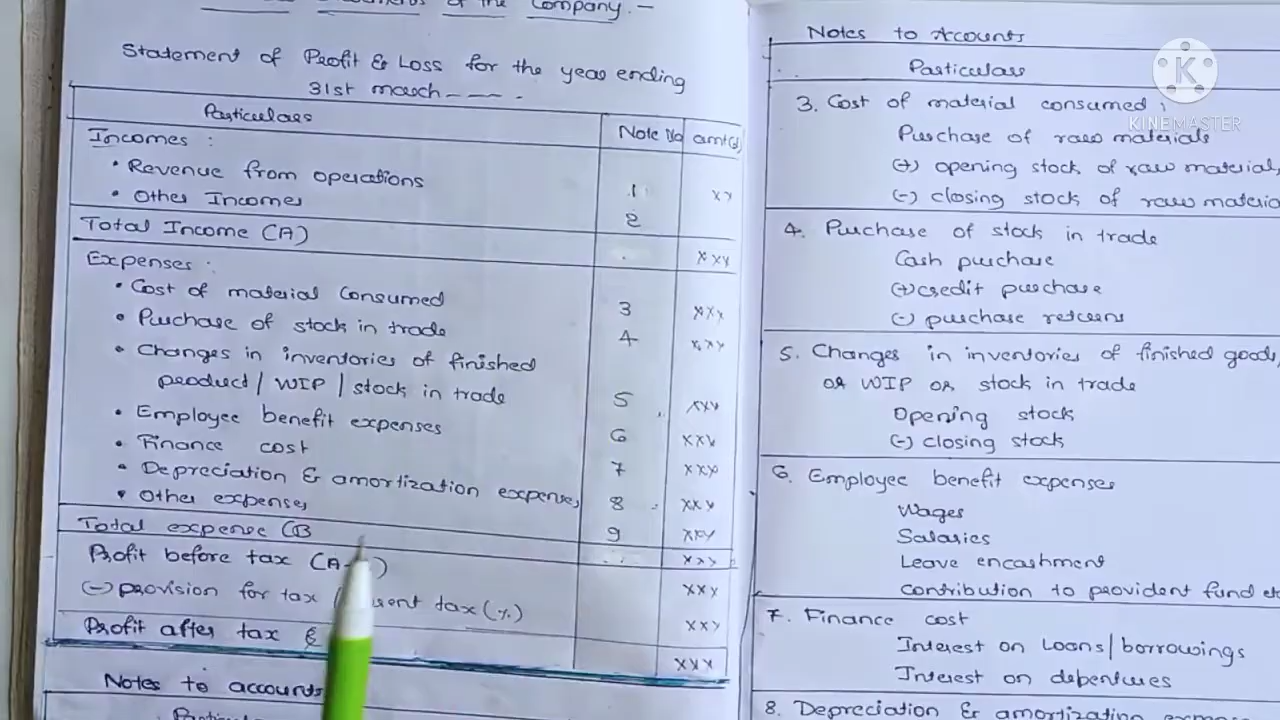 of the Company.-
Statement of Profit & Loss for the year ending
31st march - - - .
Particulars
Note No
amt(₹)
Incomes :
• Revenue from operations
1
xx
• Other Incomes
2
Total Income (A)
xxx
Expenses :
• Cost of material Consumed
3
xxx
• Purchase of stock in trade
4
xxx
• Changes in inventories of finished
product / WIP / stock in trade
5
xxx
• Employee benefit expenses
6
xxx
• Finance cost
7
xxx
• Depreciation & amortization expenses
8
xxx
• Other expenses
9
xxx
Total expense (B
xxx
Profit before tax (A-
xxx
(-) provision for tax
tax (%)
xxx
Profit after tax
xxx
Notes to accounts
Notes to Accounts
Particulars
3. Cost of material consumed :
Purchase of raw materials
(+) opening stock of raw material
(-) closing stock of raw materia
4. Purchase of stock in trade
Cash purchase
(+) credit purchase
(-) purchase returns
5. Changes in inventories of finished goods
or WIP or stock in trade
Opening stock
(-) closing stock
6. Employee benefit expenses
Wages
Salaries
Leave encashment
Contribution to provident fund etc
7. Finance cost
Interest on Loans/borrowings
Interest on debentures
8. Depreciation & amortization
K
KINEMASTER